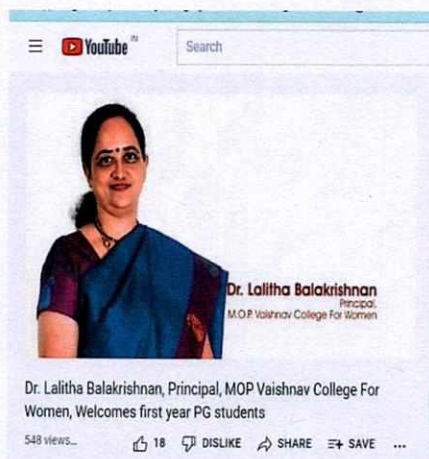 YouTube IN
Search
Dr. Lalitha Balakrishnan
Principal,
M.O.P. Vaishnav College For Women
Dr. Lalitha Balakrishnan, Principal, MOP Vaishnav College For
Women, Welcomes first year PG students
548 views... 18 DISLIKE SHARE SAVE ...